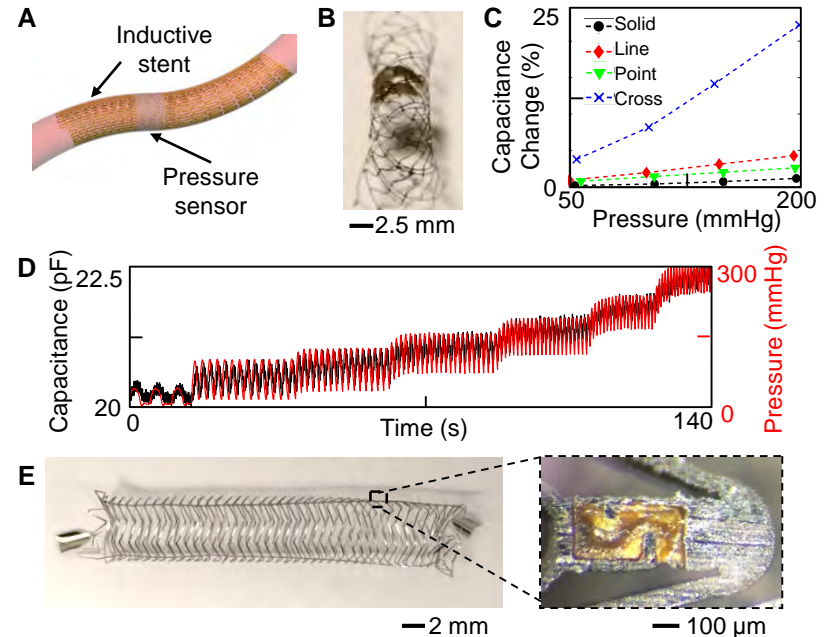 A
Inductive
stent
Pressure
sensor
B
2.5 mm
C
25
Capacitance
Change (%)
0
Solid
Line
Point
Cross
50
Pressure (mmHg)
200
D
Capacitance (pF)
22.5
20
0
Time (s)
140
300
0
Pressure (mmHg)
E
2 mm
100 µm